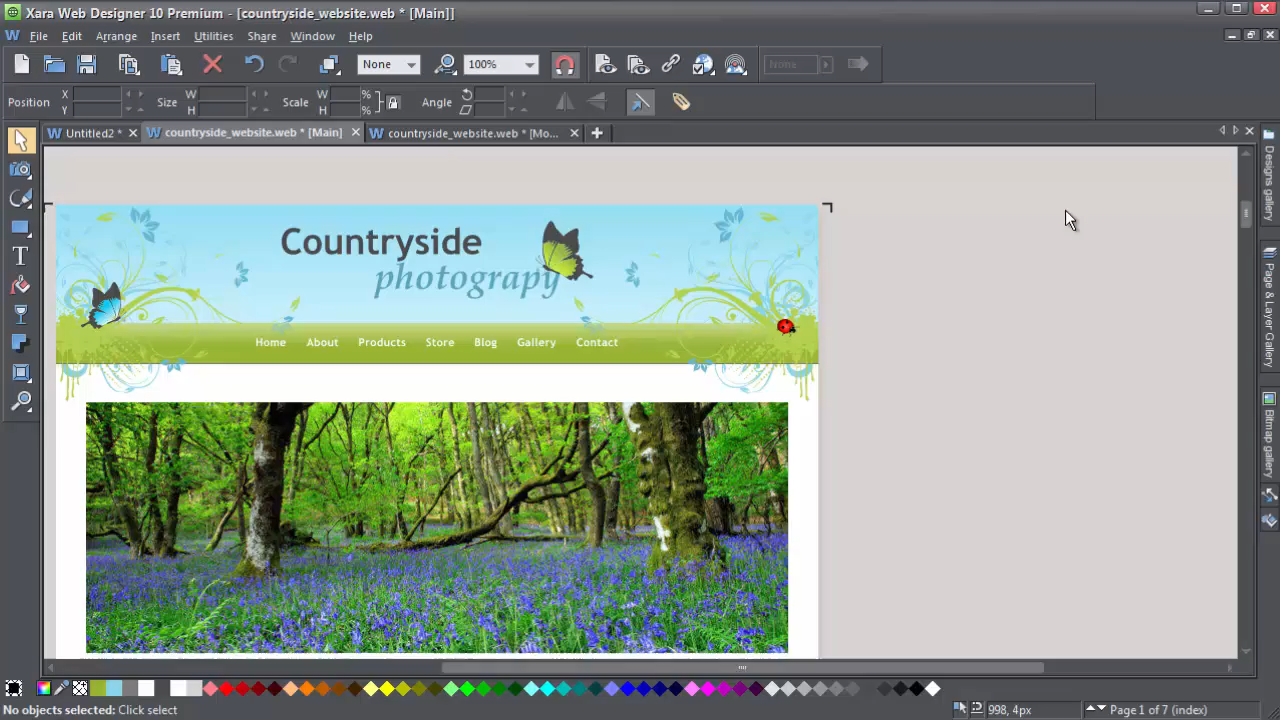 Xara Web Designer 10 Premium - [countryside_website.web * [Main]]
File Edit Arrange Insert Utilities Share Window Help
None 100% None
Position X Y Size W H Scale W H % % Angle
Untitled2 * countryside_website.web * [Main] countryside_website.web * [Mo...
Countryside
photograpy
Home About Products Store Blog Gallery Contact
Designs gallery
Page & Layer Gallery
Bitmap gallery
No objects selected: Click select 998, 4px Page 1 of 7 (index)